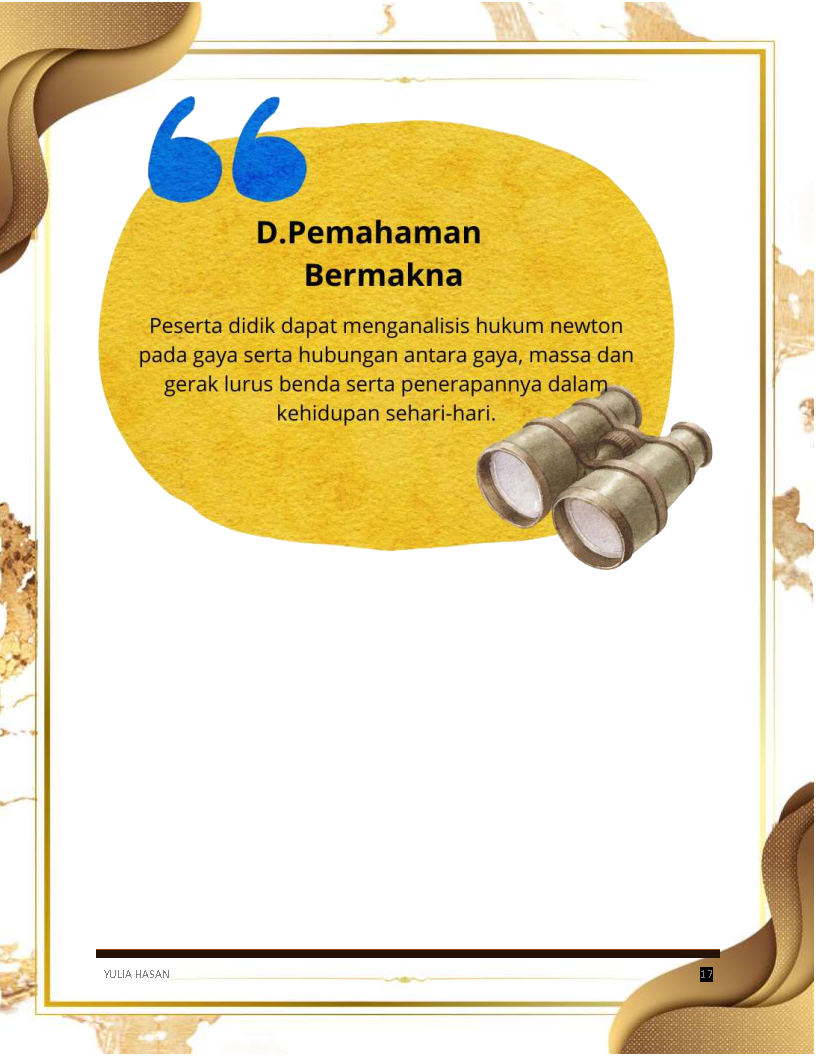 D.Pemahaman
Bermakna
Peserta didik dapat menganalisis hukum newton
pada gaya serta hubungan antara gaya, massa dan
gerak lurus benda serta penerapannya dalam
kehidupan sehari-hari.
YULIA HASAN
17